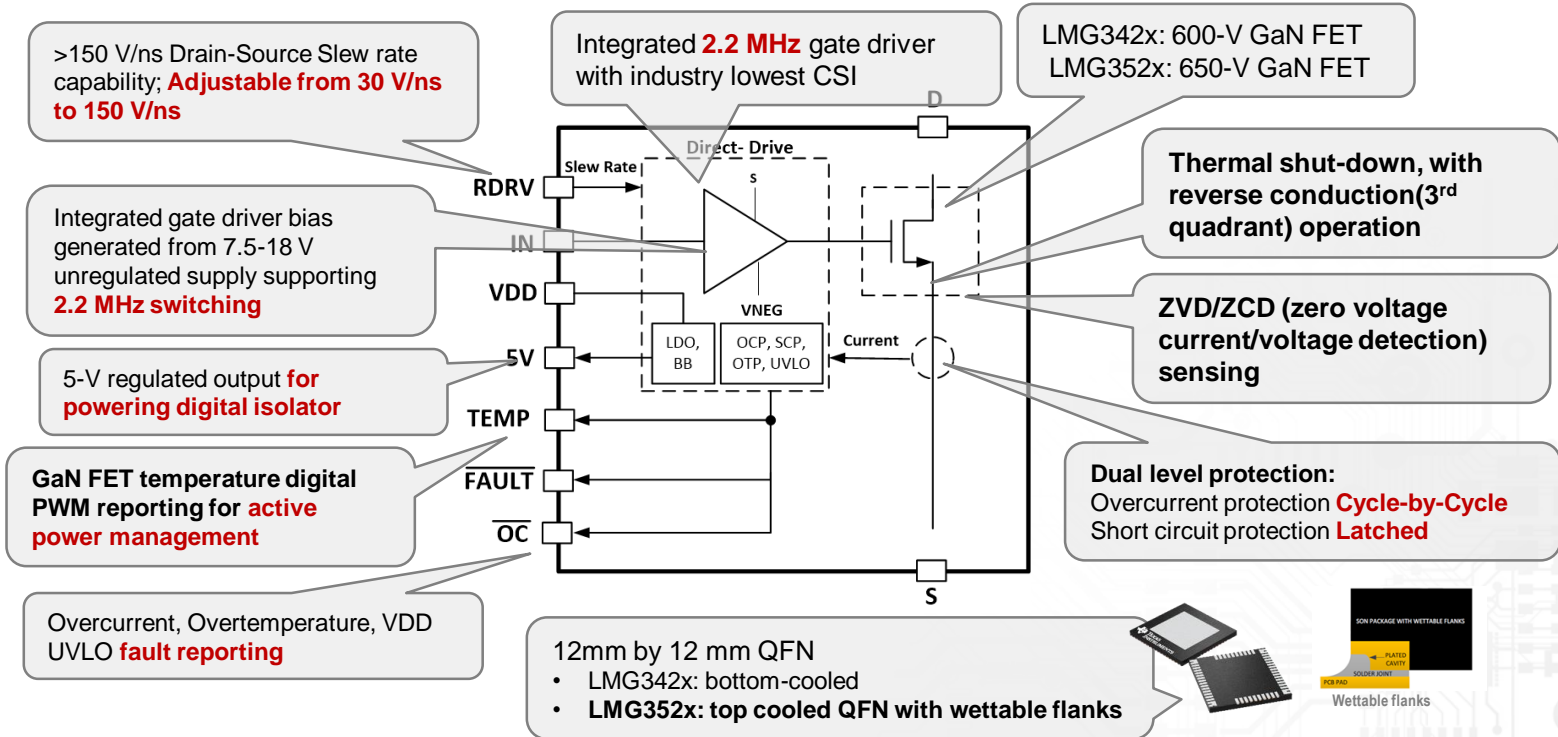 >150 V/ns Drain-Source Slew rate
capability; Adjustable from 30 V/ns
to 150 V/ns
Integrated 2.2 MHz gate driver
with industry lowest CSI
LMG342x: 600-V GaN FET
LMG352x: 650-V GaN FET
D
Direct- Drive
Slew Rate
RDRV
S
Thermal shut-down, with
reverse conduction(3rd
quadrant) operation
Integrated gate driver bias
generated from 7.5-18 V
unregulated supply supporting
2.2 MHz switching
IN
VDD
VNEG
LDO,
BB
OCP, SCP,
OTP, UVLO
Current
ZVD/ZCD (zero voltage
current/voltage detection)
sensing
5V
5-V regulated output for
powering digital isolator
TEMP
GaN FET temperature digital
PWM reporting for active
power management
FAULT
OC
Dual level protection:
Overcurrent protection Cycle-by-Cycle
Short circuit protection Latched
S
Overcurrent, Overtemperature, VDD
UVLO fault reporting
12mm by 12 mm QFN
• LMG342x: bottom-cooled
• LMG352x: top cooled QFN with wettable flanks
TEXAS
INSTRUMENTS
SON PACKAGE WITH WETTABLE FLANKS
PLATED
CAVITY
SOLDER JOINT
PCB PAD
Wettable flanks